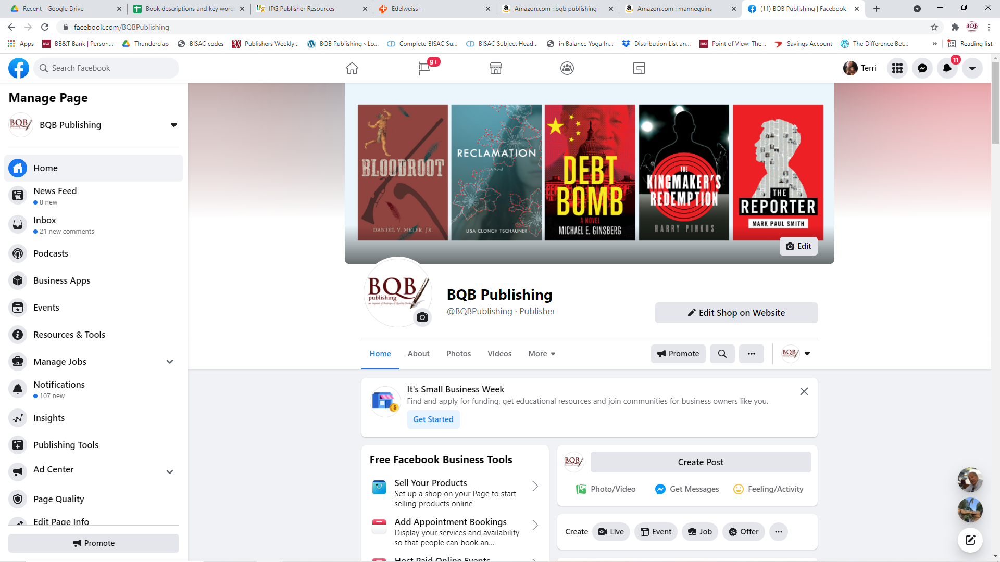 Recent - Google Drive
Book descriptions and key word
IPG Publisher Resources
Edelweiss+
Amazon.com : bqb publishing
Amazon.com : mannequins
(11) BQB Publishing | Facebook
facebook.com/BQBPublishing
BQB
Apps
BB&T Bank | Person...
Thunderclap
BISAC codes
Publishers Weekly...
BQB Publishing › Lo...
Complete BISAC Su...
BISAC Subject Head...
in Balance Yoga In...
Distribution List an...
Point of View: The...
Savings Account
The Difference Bet...
»
Reading list
Search Facebook
9+
Terri
11
Manage Page
BQB Publishing
Home
News Feed
8 new
Inbox
21 new comments
Podcasts
Business Apps
Events
Resources & Tools
Manage Jobs
Notifications
107 new
Insights
Publishing Tools
Ad Center
Page Quality
Edit Page Info
Promote
BLOODROOT
DANIEL V. MEIER, JR.
RECLAMATION
A Novel
LISA CLONCH TSCHAUNER
DEBT
BOMB
A NOVEL
MICHAEL E. GINSBERG
THE
KINGMAKER'S
REDEMPTION
HARRY PINKUS
THE
REPORTER
MARK PAUL SMITH
Edit
BQB
publishing
an imprint of Boutique of Quality Books
BQB Publishing
@BQBPublishing · Publisher
Edit Shop on Website
Home
About
Photos
Videos
More
Promote
BQB
It's Small Business Week
Find and apply for funding, get educational resources and join communities for business owners like you.
Get Started
Free Facebook Business Tools
Sell Your Products
Set up a shop on your Page to start
selling products online
Add Appointment Bookings
Display your services and availability
so that people can book an...
Host Paid Online Events
BQB
Create Post
Photo/Video
Get Messages
Feeling/Activity
Create
Live
Event
Job
Offer